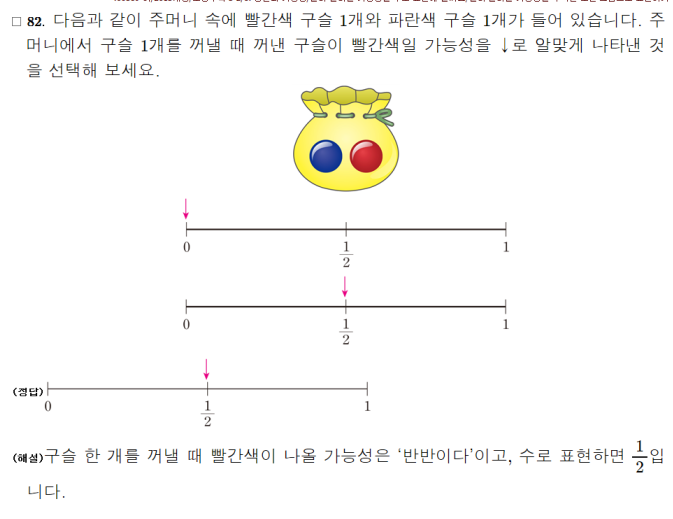 □ 82. 다음과 같이 주머니 속에 빨간색 구슬 1개와 파란색 구슬 1개가 들어 있습니다. 주
머니에서 구슬 1개를 꺼낼 때 꺼낸 구슬이 빨간색일 가능성을 ↓로 알맞게 나타낸 것
을 선택해 보세요.
0 1/2 1
0 1/2 1
(정답)
0 1/2 1
(해설)구슬 한 개를 꺼낼 때 빨간색이 나올 가능성은 ‘반반이다’이고, 수로 표현하면 1/2입
니다.